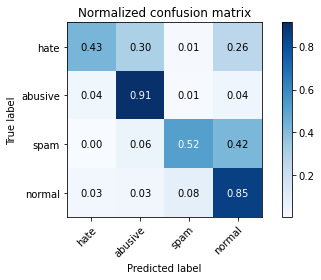 Normalized confusion matrix
True label
hate 0.43 0.30 0.01 0.26
abusive 0.04 0.91 0.01 0.04
spam 0.00 0.06 0.52 0.42
normal 0.03 0.03 0.08 0.85
hate abusive spam normal
Predicted label
0.8
0.6
0.4
0.2